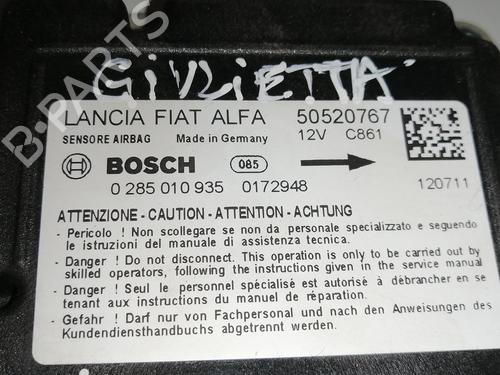 GIULIETTA
B-PARTS
LANCIA FIAT ALFA 50520767
SENSORE AIRBAG Made in Germany 12V C861
BOSCH 085
0 285 010 935 0172948 120711
ATTENZIONE - CAUTION - ATTENTION - ACHTUNG
- Pericolo ! Non scollegare se non da personale specializzato e seguendo
le istruzioni del manuale di assistenza tecnica.
- Danger ! Do not disconnect. This operation is only to be carried out by
skilled operators, following the instructions given in the service manual
- Danger ! Seul le personnel spécialisé est autorisé à débrancher en se
tenant aux instructions du manuel de réparation.
- Gefahr ! Darf nur von Fachpersonal und nach den Anweisungen des
Kundendiensthandbuchs abgetrennt werden.